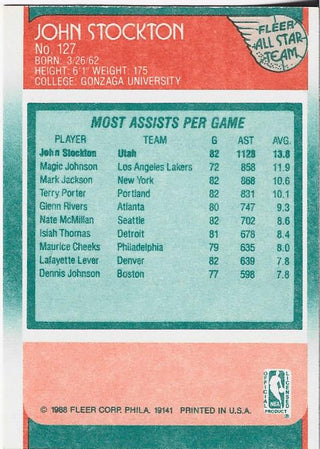 JOHN STOCKTON
No. 127
BORN: 3/26/62
HEIGHT: 6'1" WEIGHT: 175
COLLEGE: GONZAGA UNIVERSITY
FLEER
ALL STAR
TEAM
MOST ASSISTS PER GAME
PLAYER TEAM G AST AVG.
John Stockton Utah 82 1128 13.8
Magic Johnson Los Angeles Lakers 72 858 11.9
Mark Jackson New York 82 868 10.6
Terry Porter Portland 82 831 10.1
Glenn Rivers Atlanta 80 747 9.3
Nate McMillan Seattle 82 702 8.6
Isiah Thomas Detroit 81 678 8.4
Maurice Cheeks Philadelphia 79 635 8.0
Lafayette Lever Denver 82 639 7.8
Dennis Johnson Boston 77 598 7.8
OFFICIAL LICENSED
NBA
PRODUCT
© 1988 FLEER CORP. PHILA. 19141 PRINTED IN U.S.A.